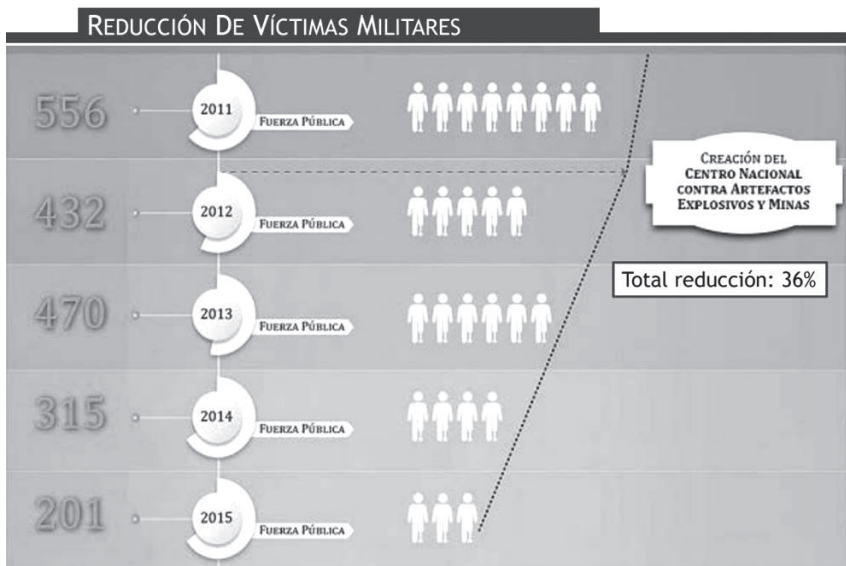 REDUCCIÓN DE VÍCTIMAS MILITARES
556
2011
FUERZA PÚBLICA
CREACIÓN DEL
CENTRO NACIONAL
CONTRA ARTEFACTOS
EXPLOSIVOS Y MINAS
432
2012
FUERZA PÚBLICA
Total reducción: 36%
470
2013
FUERZA PÚBLICA
315
2014
FUERZA PÚBLICA
201
2015
FUERZA PÚBLICA